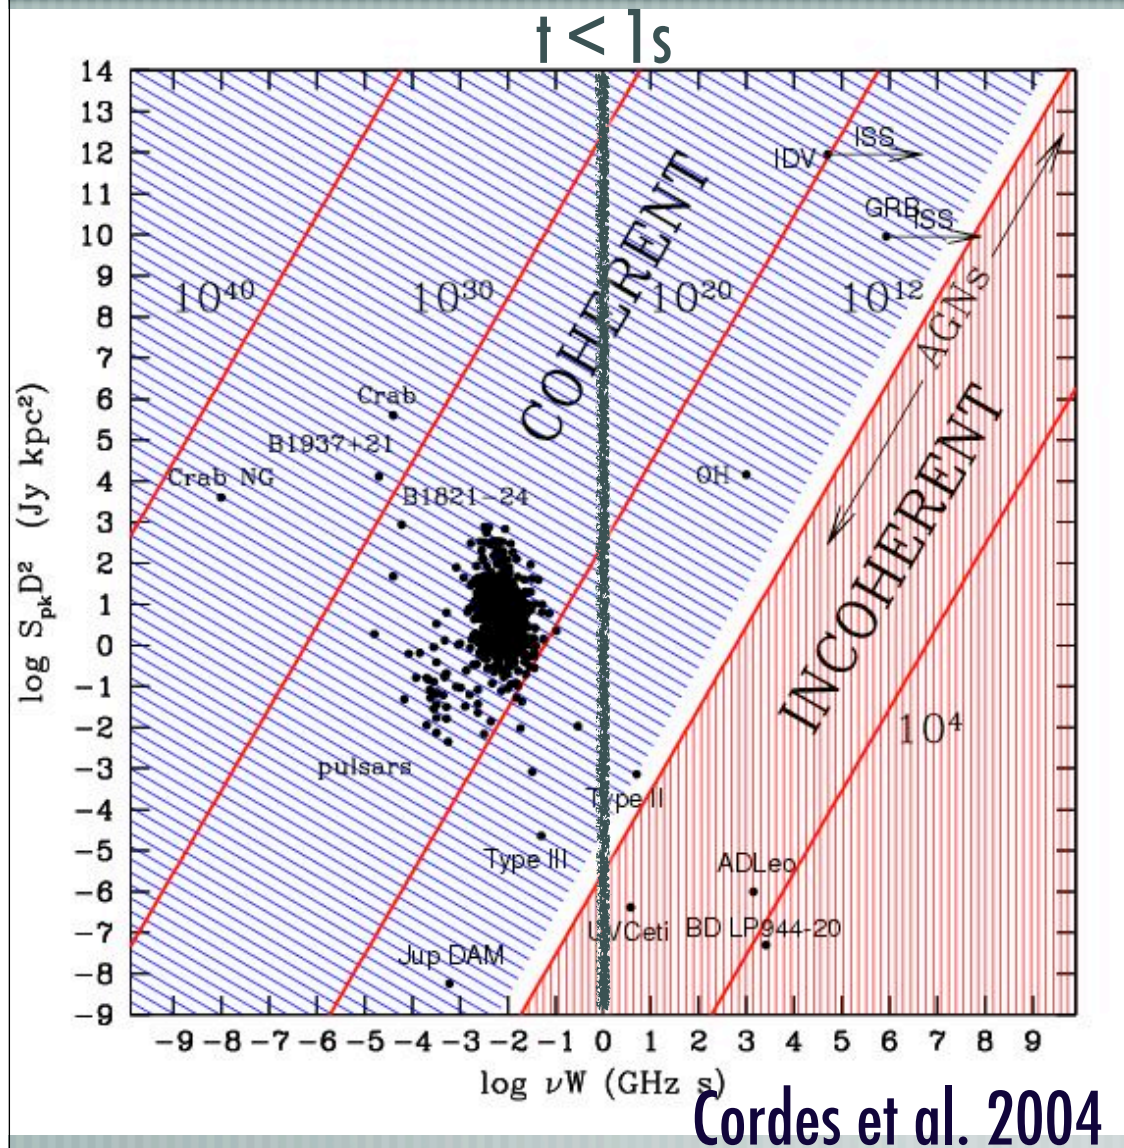 t < 1s
14
13
12
11
10
9
8
7
6
5
4
3
2
1
0
−1
−2
−3
−4
−5
−6
−7
−8
−9
log S_pk D² (Jy kpc²)
IDV
ISS
GRB
ISS
COHERENT
10⁴⁰
10³⁰
10²⁰
10¹²
AGNs
Crab
B1937+21
Crab NG
B1821−24
OH
INCOHERENT
10⁴
pulsars
Type II
Type III
ADLeo
UVCeti
BD LP944-20
Jup DAM
−9 −8 −7 −6 −5 −4 −3 −2 −1 0 1 2 3 4 5 6 7 8 9
log νW (GHz s)
Cordes et al. 2004